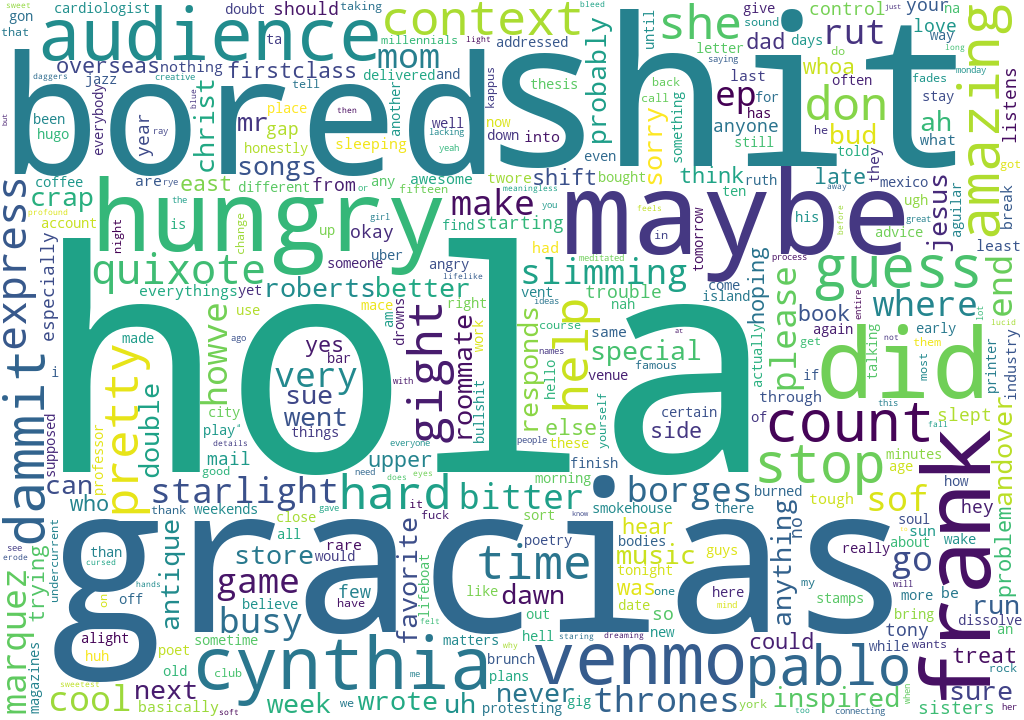 sweet cardiologist doubt should taking bleed just
gon millennials light give sound until your ha
that audience context she dad control rut love
ta mom addressed letter days do way
overseas nothing firstclass delivered and probably saying whoa often long
jazz tell thesis back last fades monday
bored shit
christ mr place then another kappus ep for don stay amazing listens
been year songs gap well now into call has he bud ah
hugo everybody blue honestly creative sleeping daggers lacking down something anyone told what
but ray yeah even sorry still they got
coffee are rye east different from any awesome fifteen twore shift bought think ruth late mexico
crap the hungry or make meaningless maybe ten away ugh jesus break
profound is change up girl okay find you starting feels his before advice great aguilar least
account night someone uber angry had meditated in tomorrow
dammit express especially quixote hola slimming come process guess end
everythings yet roberts better vent trouble island hoping entire where lot lucid
use mace lifelike right ideas nah please book early
made howve ago am drowns work course same actually again them
i pretty yes bar gight roommate responds help special get did talking most printer industry
very with hello names famous at if not
double sue went bullshit else venue certain through count this
city things people these yourself side of fall slept
supposed professor play details everyone morning stop minutes
mail good upper need does eyes finish age how
can starlight hard bitter borges burned tough sof frank
who thank weekends gave it sort know smokehouse there no soul hey
see undercurrent close fuck poetry hear bodies sun problemandover
erode than all rare favorite music guys really about wake
cursed antique store would time tonight anything go
marquez trying hands game few gracias like was one here my will
on off believe have lifeboat dawn date mind stamps more be
alight felt out so bring an run dissolve
huh poet sometime matters hell staring dreaming new could tony while wants
magazines old cynthia why brunch venmo pablo treat rock
cool sweetest next club me plans never york inspired when sure
basically soft week we wrote uh protesting gig thrones too connecting sisters her